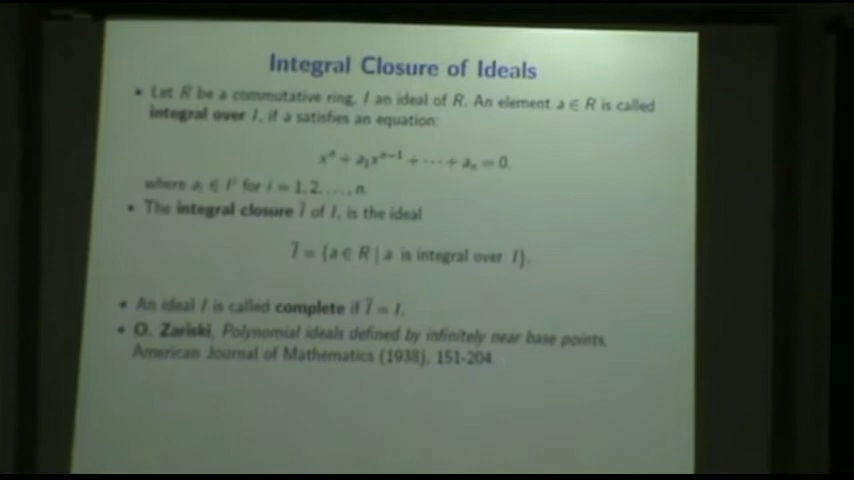 Integral Closure of Ideals
• Let R be a commutative ring, I an ideal of R. An element a ∈ R is called
integral over I, if a satisfies an equation:
xⁿ + a₁xⁿ⁻¹ + ··· + aₙ = 0,
where aᵢ ∈ Iⁱ for i = 1, 2, . . . , n.
• The integral closure Ī of I, is the ideal
Ī = {a ∈ R | a is integral over I}.
• An ideal I is called complete if Ī = I.
• O. Zariski, Polynomial ideals defined by infinitely near base points,
American Journal of Mathematics (1938), 151-204.